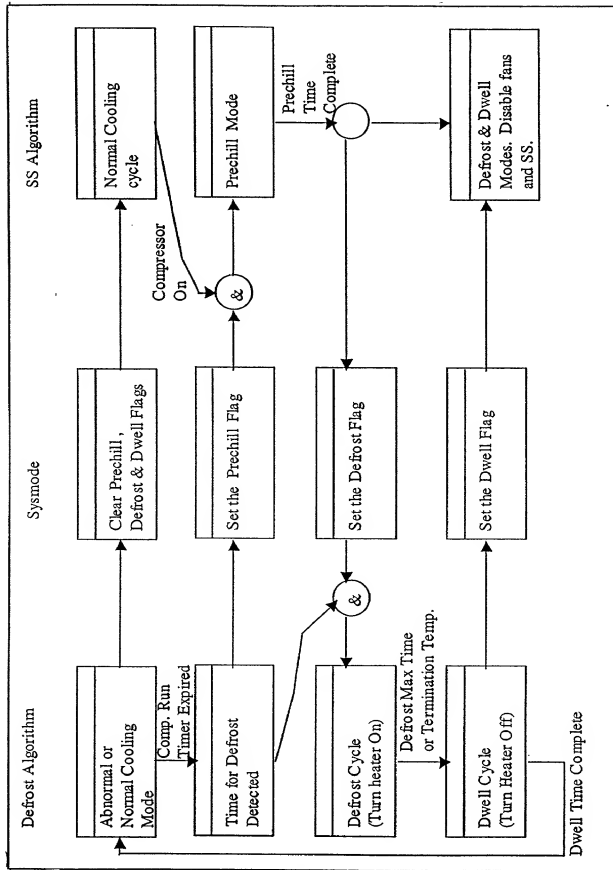 Defrost Algorithm
Sysmode
SS Algorithm
Abnormal or
Normal Cooling
Mode
Clear Prechill,
Defrost & Dwell Flags
Normal Cooling
cycle
Comp. Run
Timer Expired
Compressor
On
Time for Defrost
Detected
Set the Prechill Flag
&
Prechill Mode
Prechill
Time
Complete
&
Defrost Cycle
(Turn heater On)
Set the Defrost Flag
Defrost Max Time
or Termination Temp.
Dwell Cycle
(Turn Heater Off)
Set the Dwell Flag
Defrost & Dwell
Modes. Disable fans
and SS.
Dwell Time Complete